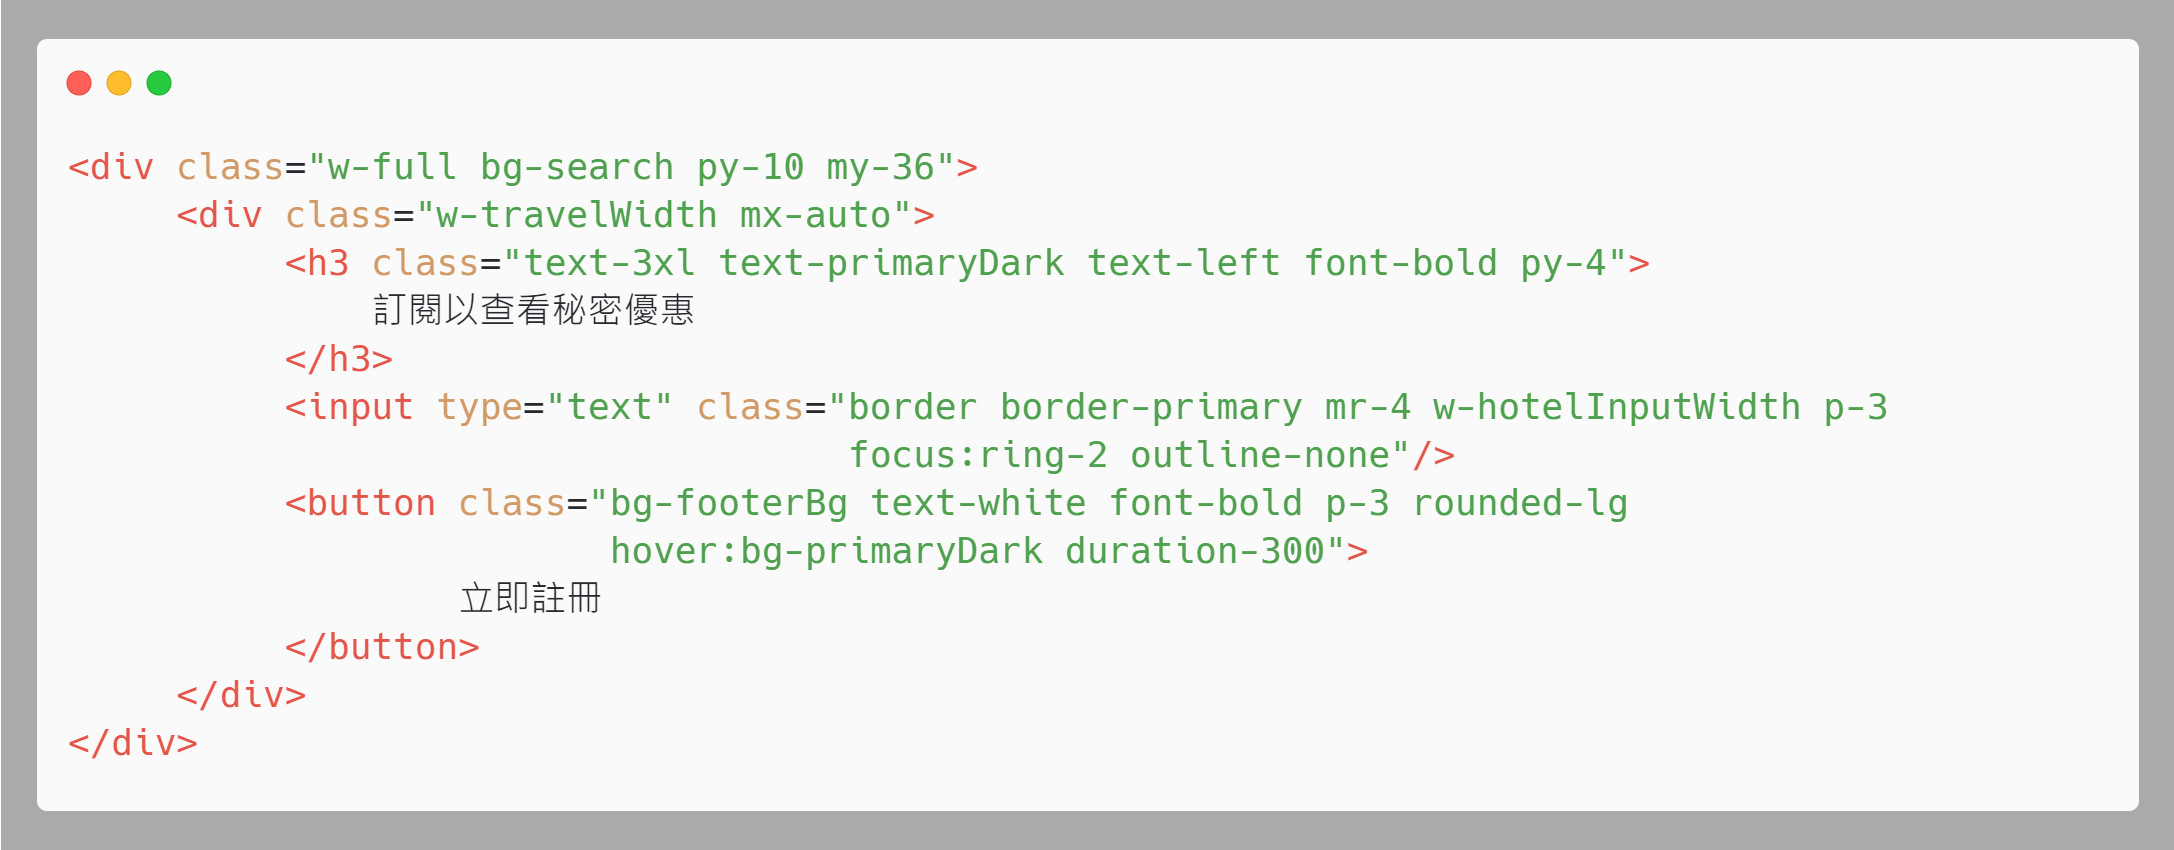 <div class="w-full bg-search py-10 my-36">
<div class="w-travelWidth mx-auto">
<h3 class="text-3xl text-primaryDark text-left font-bold py-4">
訂閱以查看秘密優惠
</h3>
<input type="text" class="border border-primary mr-4 w-hotelInputWidth p-3
focus:ring-2 outline-none"/>
<button class="bg-footerBg text-white font-bold p-3 rounded-lg
hover:bg-primaryDark duration-300">
立即註冊
</button>
</div>
</div>